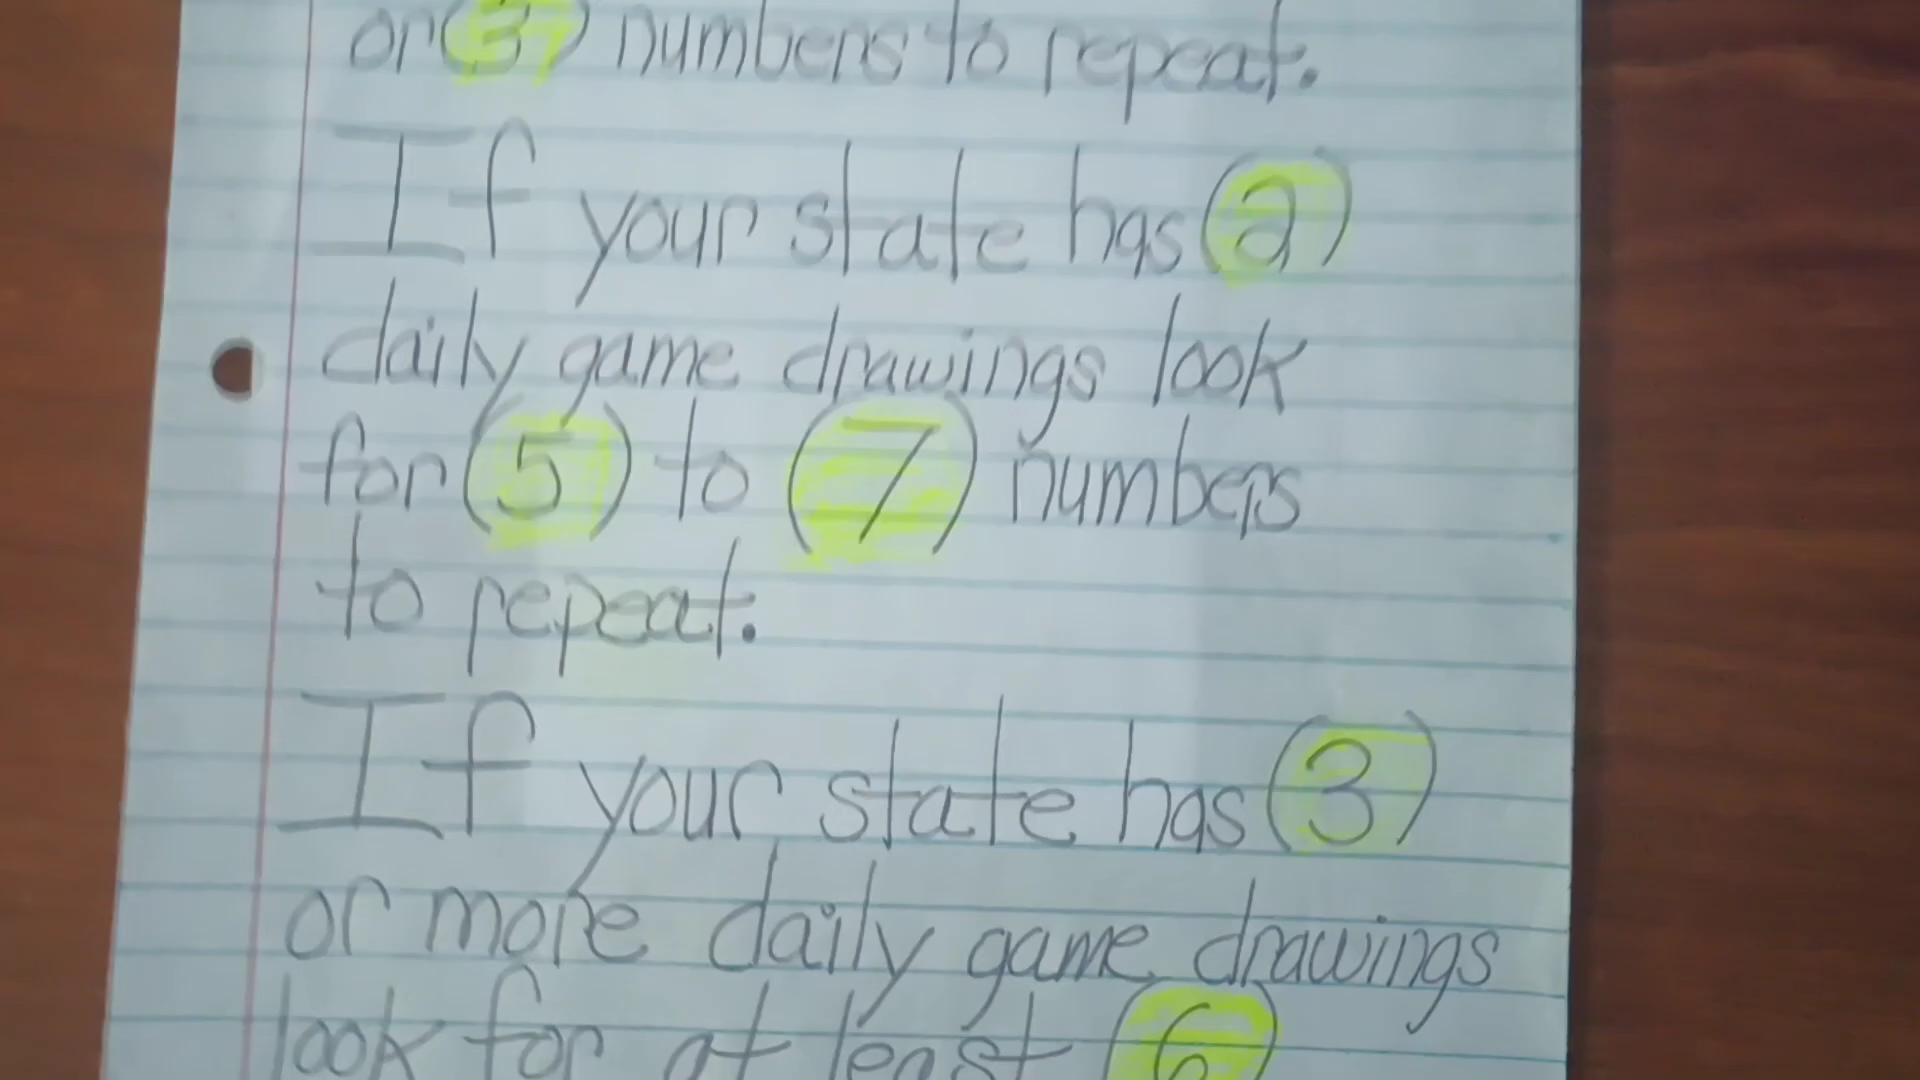 or (3) numbers to repeat.
If your state has (2)
daily game drawings look
for (5) to (7) numbers
to repeat.
If your state has (3)
or more daily game drawings
look for at least (6)